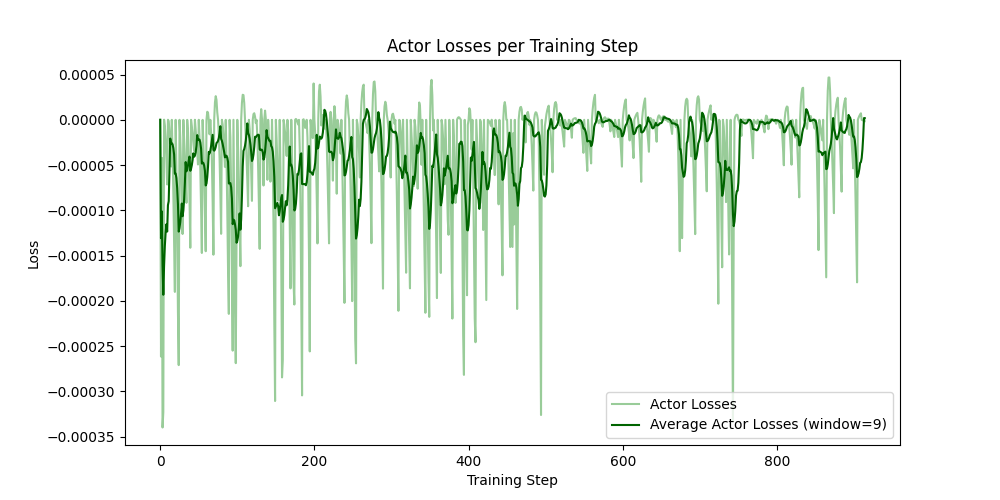 Actor Losses per Training Step
0.00005
0.00000
−0.00005
−0.00010
−0.00015
−0.00020
−0.00025
−0.00030
−0.00035
Loss
0
200
400
600
800
Training Step
Actor Losses
Average Actor Losses (window=9)